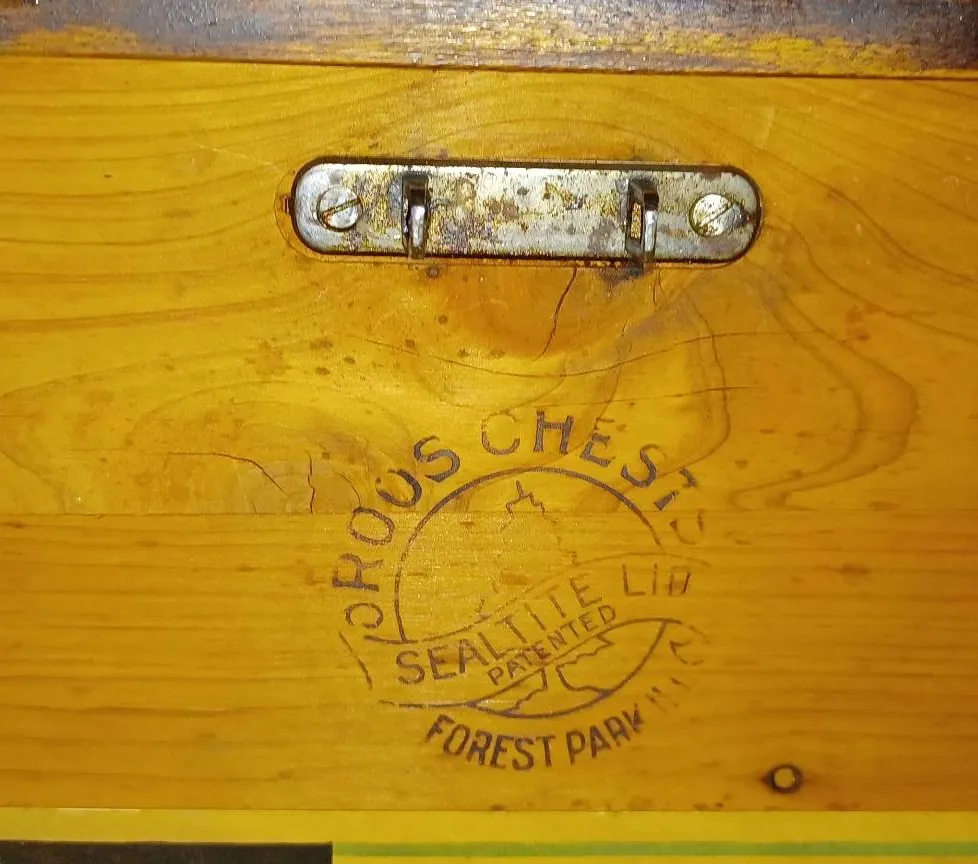 ROUS CHEST
SEALTITE LID
PATENTED
FOREST PARK